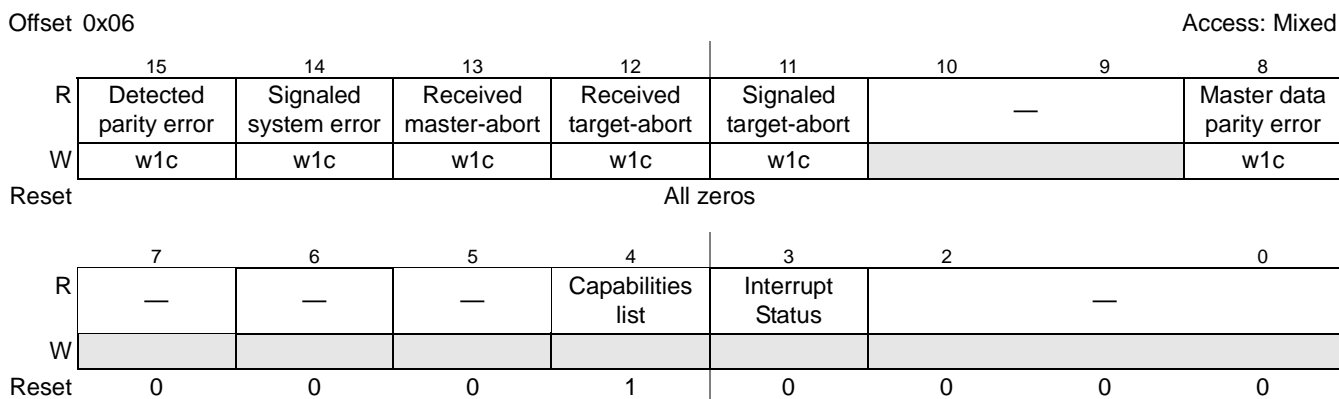 Offset 0x06 Access: Mixed
15 14 13 12 11 10 9 8
R Detected parity error Signaled system error Received master-abort Received target-abort Signaled target-abort — Master data parity error
W w1c w1c w1c w1c w1c w1c
Reset All zeros
7 6 5 4 3 2 0
R — — — Capabilities list Interrupt Status —
W
Reset 0 0 0 1 0 0 0 0